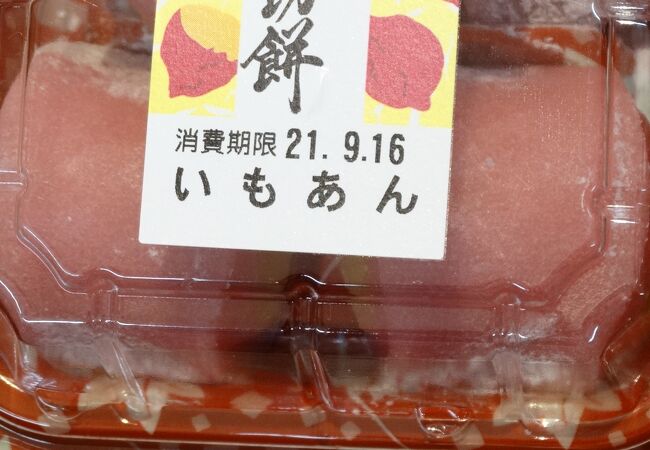 餅
消費期限 21. 9.16
いもあん